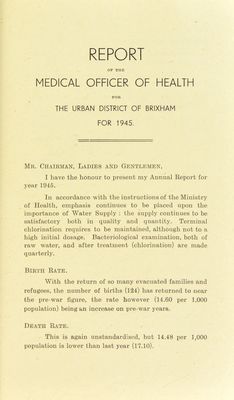 REPORT
OF THE
MEDICAL OFFICER OF HEALTH
FOR
THE URBAN DISTRICT OF BRIXHAM
FOR 1945.
MR. CHAIRMAN, LADIES AND GENTLEMEN,
I have the honour to present my Annual Report for
year 1945.
In accordance with the instructions of the Ministry
of Health, emphasis continues to be placed upon the
importance of Water Supply : the supply continues to be
satisfactory both in quality and quantity. Terminal
chlorination requires to be maintained, although not to a
high initial dosage. Bacteriological examination, both of
raw water, and after treatment (chlorination) are made
quarterly.
BIRTH RATE.
With the return of so many evacuated families and
refugees, the number of births (124) has returned to near
the pre-war figure, the rate however (14.60 per 1,000
population) being an increase on pre-war years.
DEATH RATE.
This is again unstandardised, but 14.48 per 1,000
population is lower than last year (17.10).